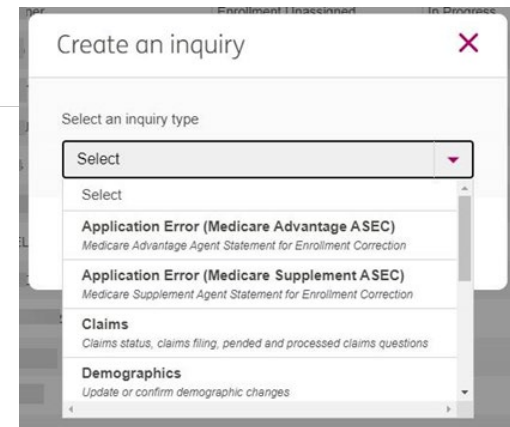 Enrollment Unassigned In Progress
Create an inquiry
Select an inquiry type
Select
Select
Application Error (Medicare Advantage ASEC)
Medicare Advantage Agent Statement for Enrollment Correction
Application Error (Medicare Supplement ASEC)
Medicare Supplement Agent Statement for Enrollment Correction
Claims
Claims status, claims filing, pended and processed claims questions
Demographics
Update or confirm demographic changes